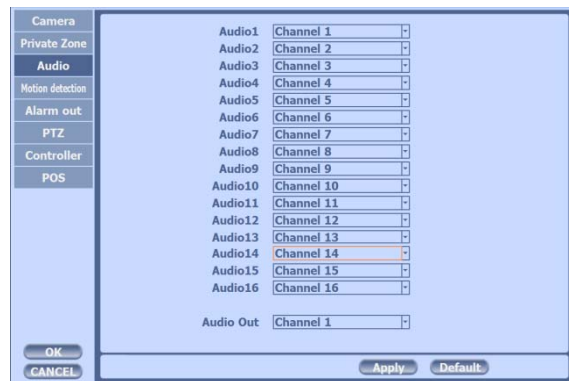 Camera
Private Zone
Audio
Motion detection
Alarm out
PTZ
Controller
POS
OK
CANCEL
Audio1 Channel 1
Audio2 Channel 2
Audio3 Channel 3
Audio4 Channel 4
Audio5 Channel 5
Audio6 Channel 6
Audio7 Channel 7
Audio8 Channel 8
Audio9 Channel 9
Audio10 Channel 10
Audio11 Channel 11
Audio12 Channel 12
Audio13 Channel 13
Audio14 Channel 14
Audio15 Channel 15
Audio16 Channel 16
Audio Out Channel 1
Apply Default